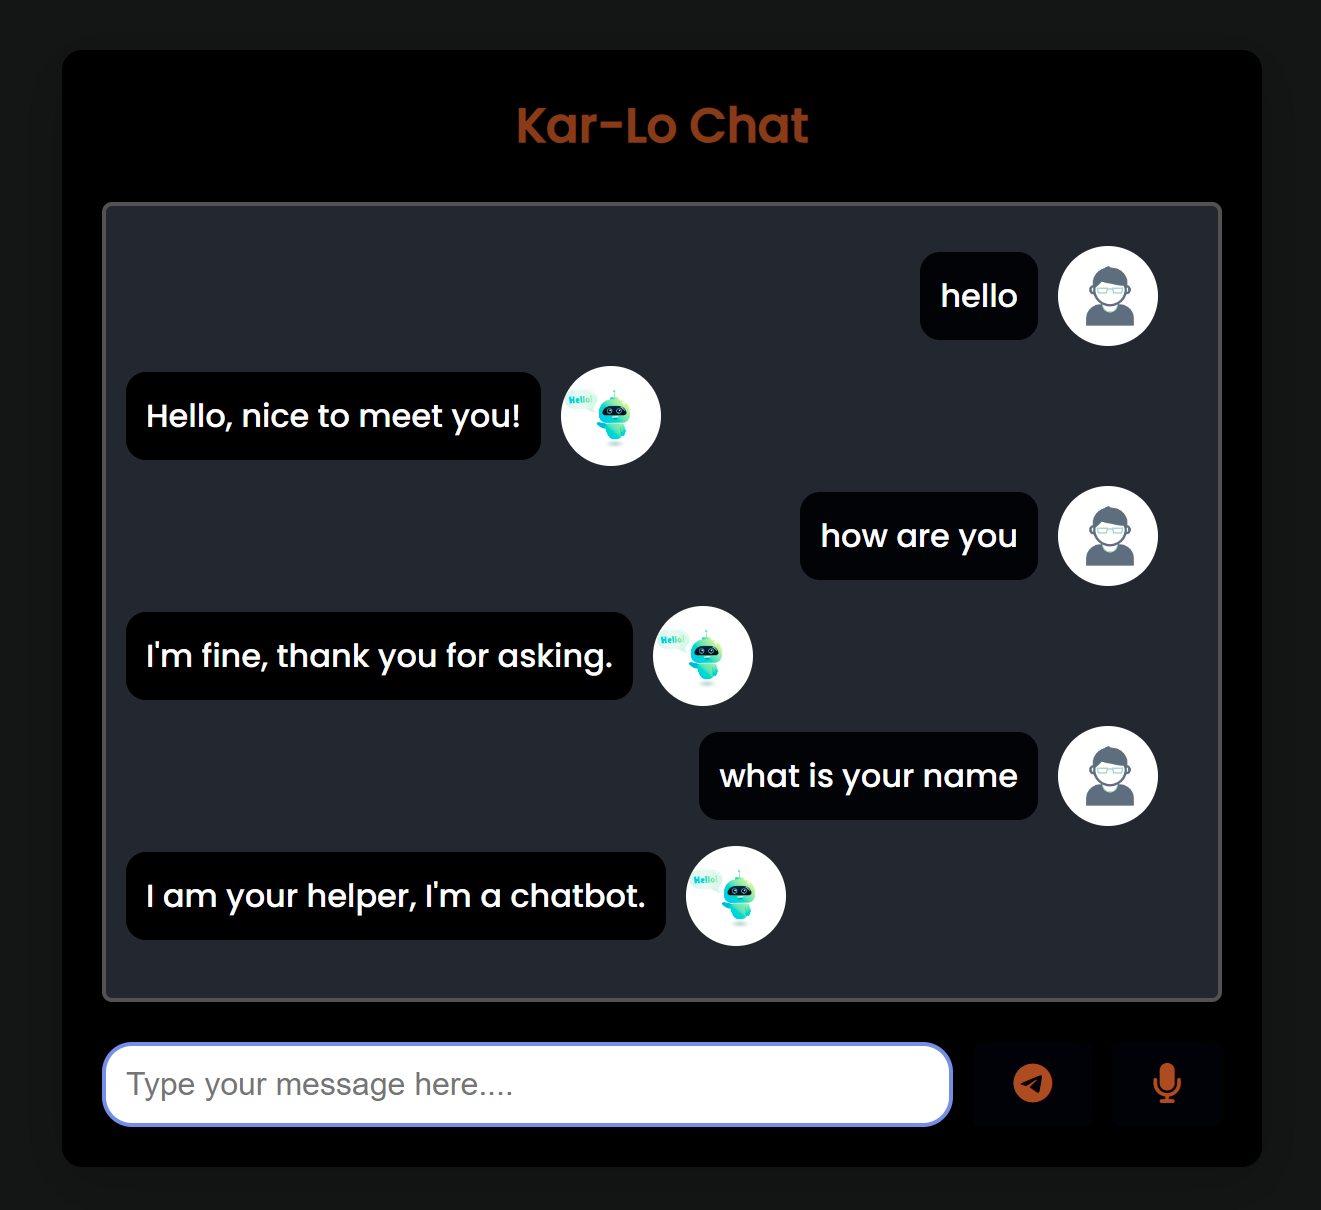 Kar-Lo Chat
hello
Hello, nice to meet you!
Hello!
how are you
I'm fine, thank you for asking.
Hello!
what is your name
I am your helper, I'm a chatbot.
Hello!
Type your message here....